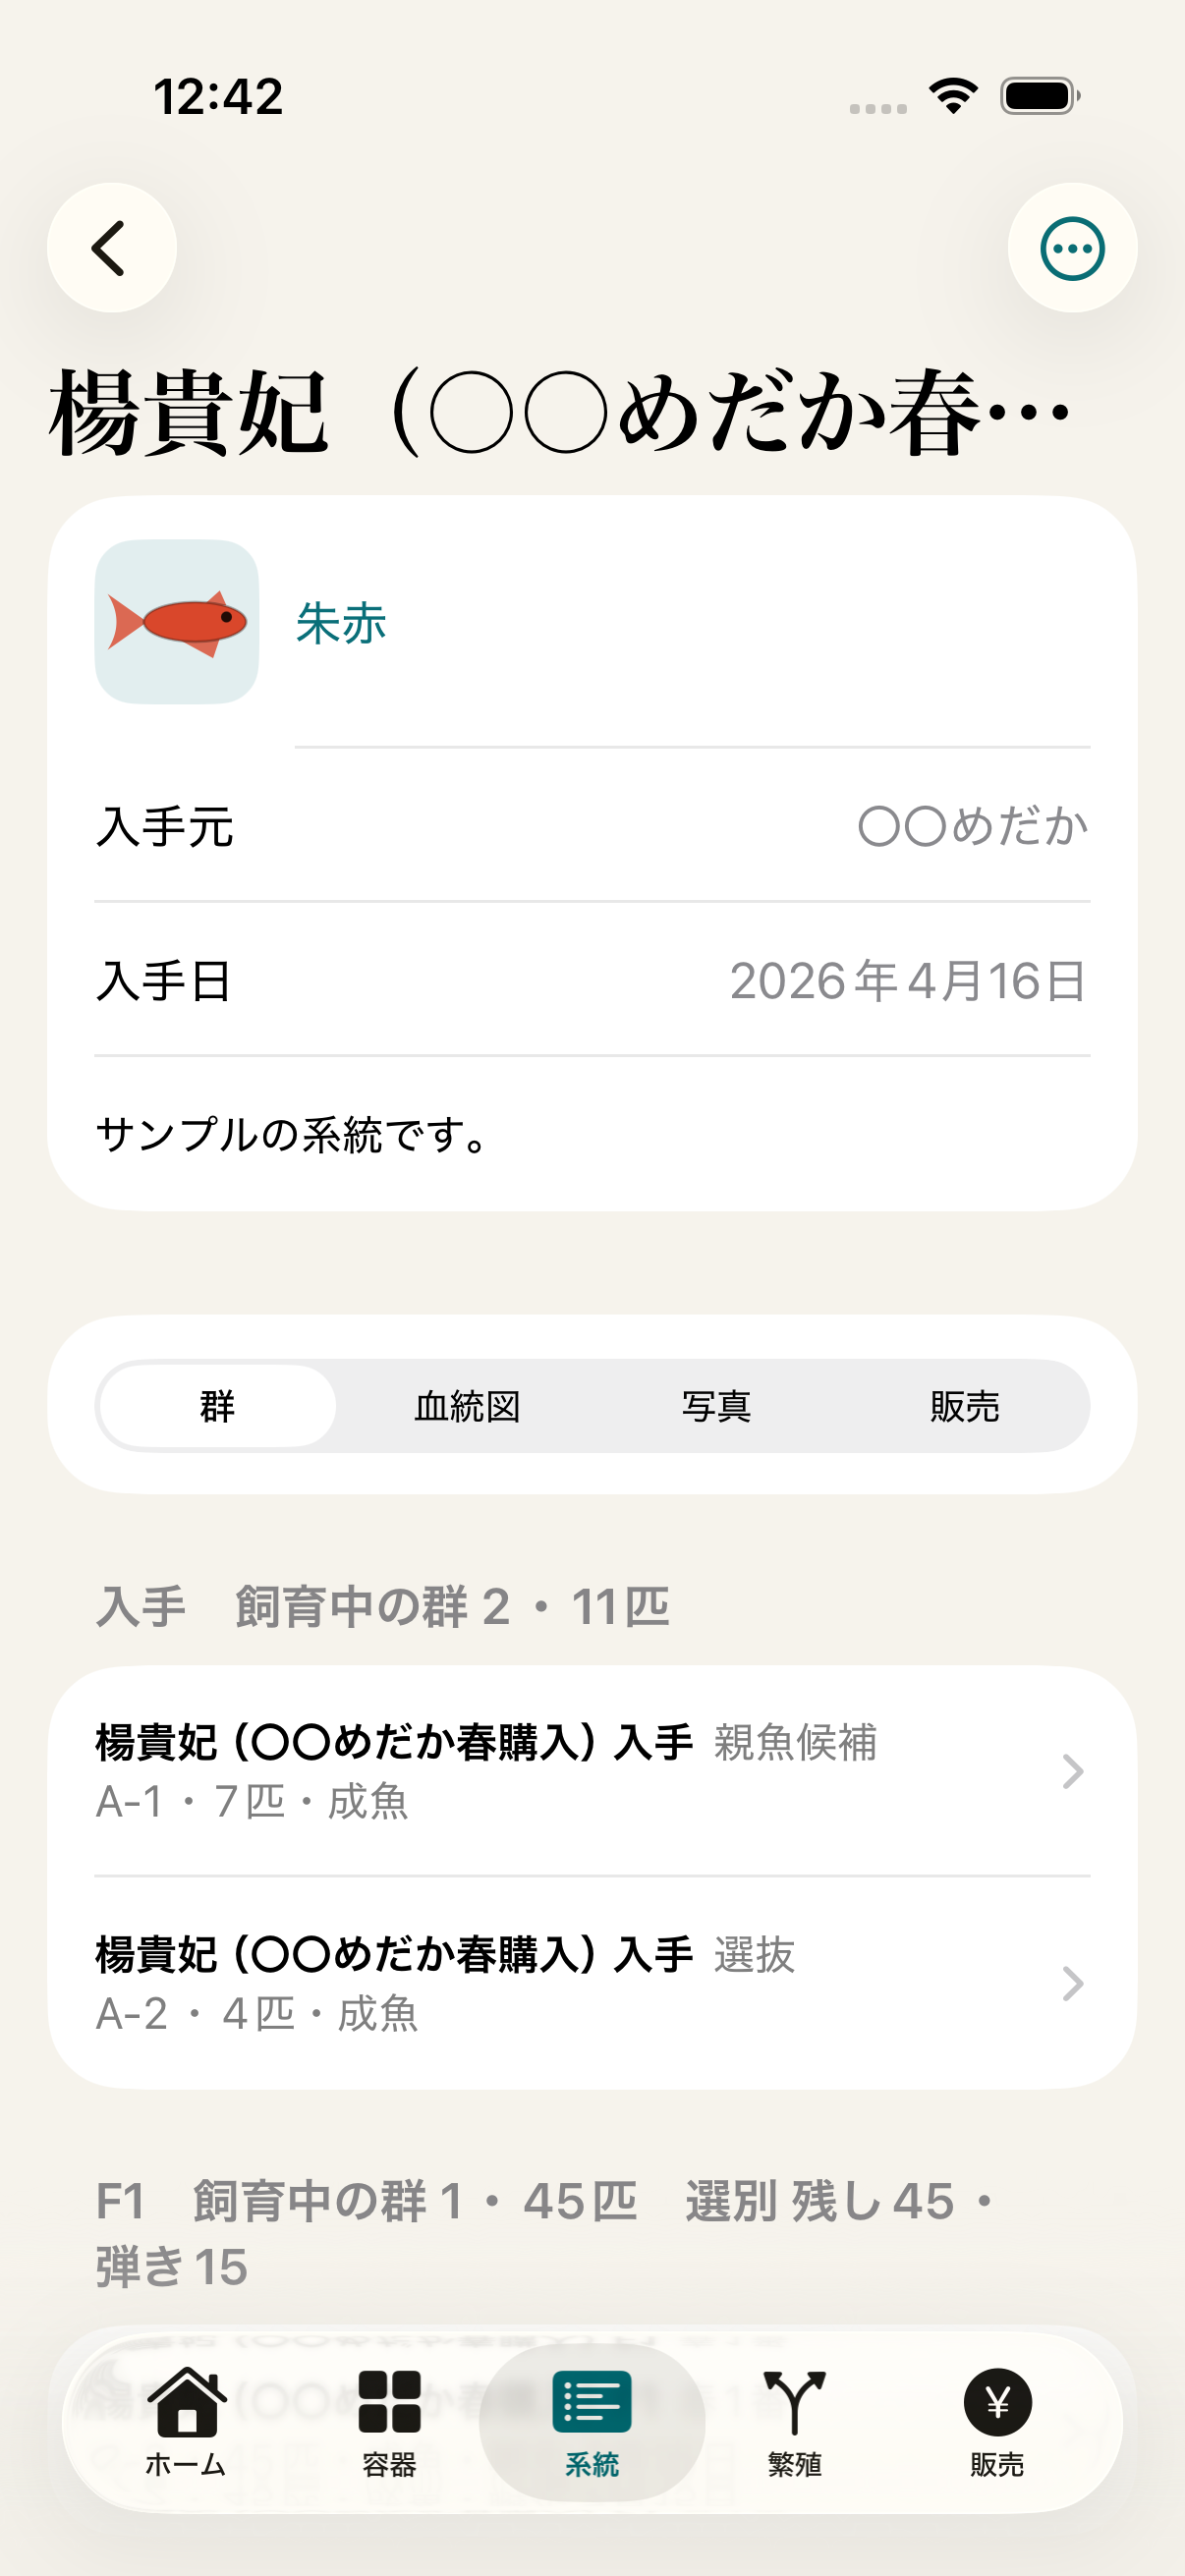 12:42
楊貴妃（〇〇めだか春…
朱赤
入手元 〇〇めだか
入手日 2026年4月16日
サンプルの系統です。
群 血統図 写真 販売
入手　飼育中の群 2・11匹
楊貴妃（〇〇めだか春購入）入手 親魚候補
A-1・7匹・成魚
楊貴妃（〇〇めだか春購入）入手 選抜
A-2・4匹・成魚
F1　飼育中の群 1・45匹　選別 残し45・
弾き15
ホーム 容器 系統 繁殖 販売